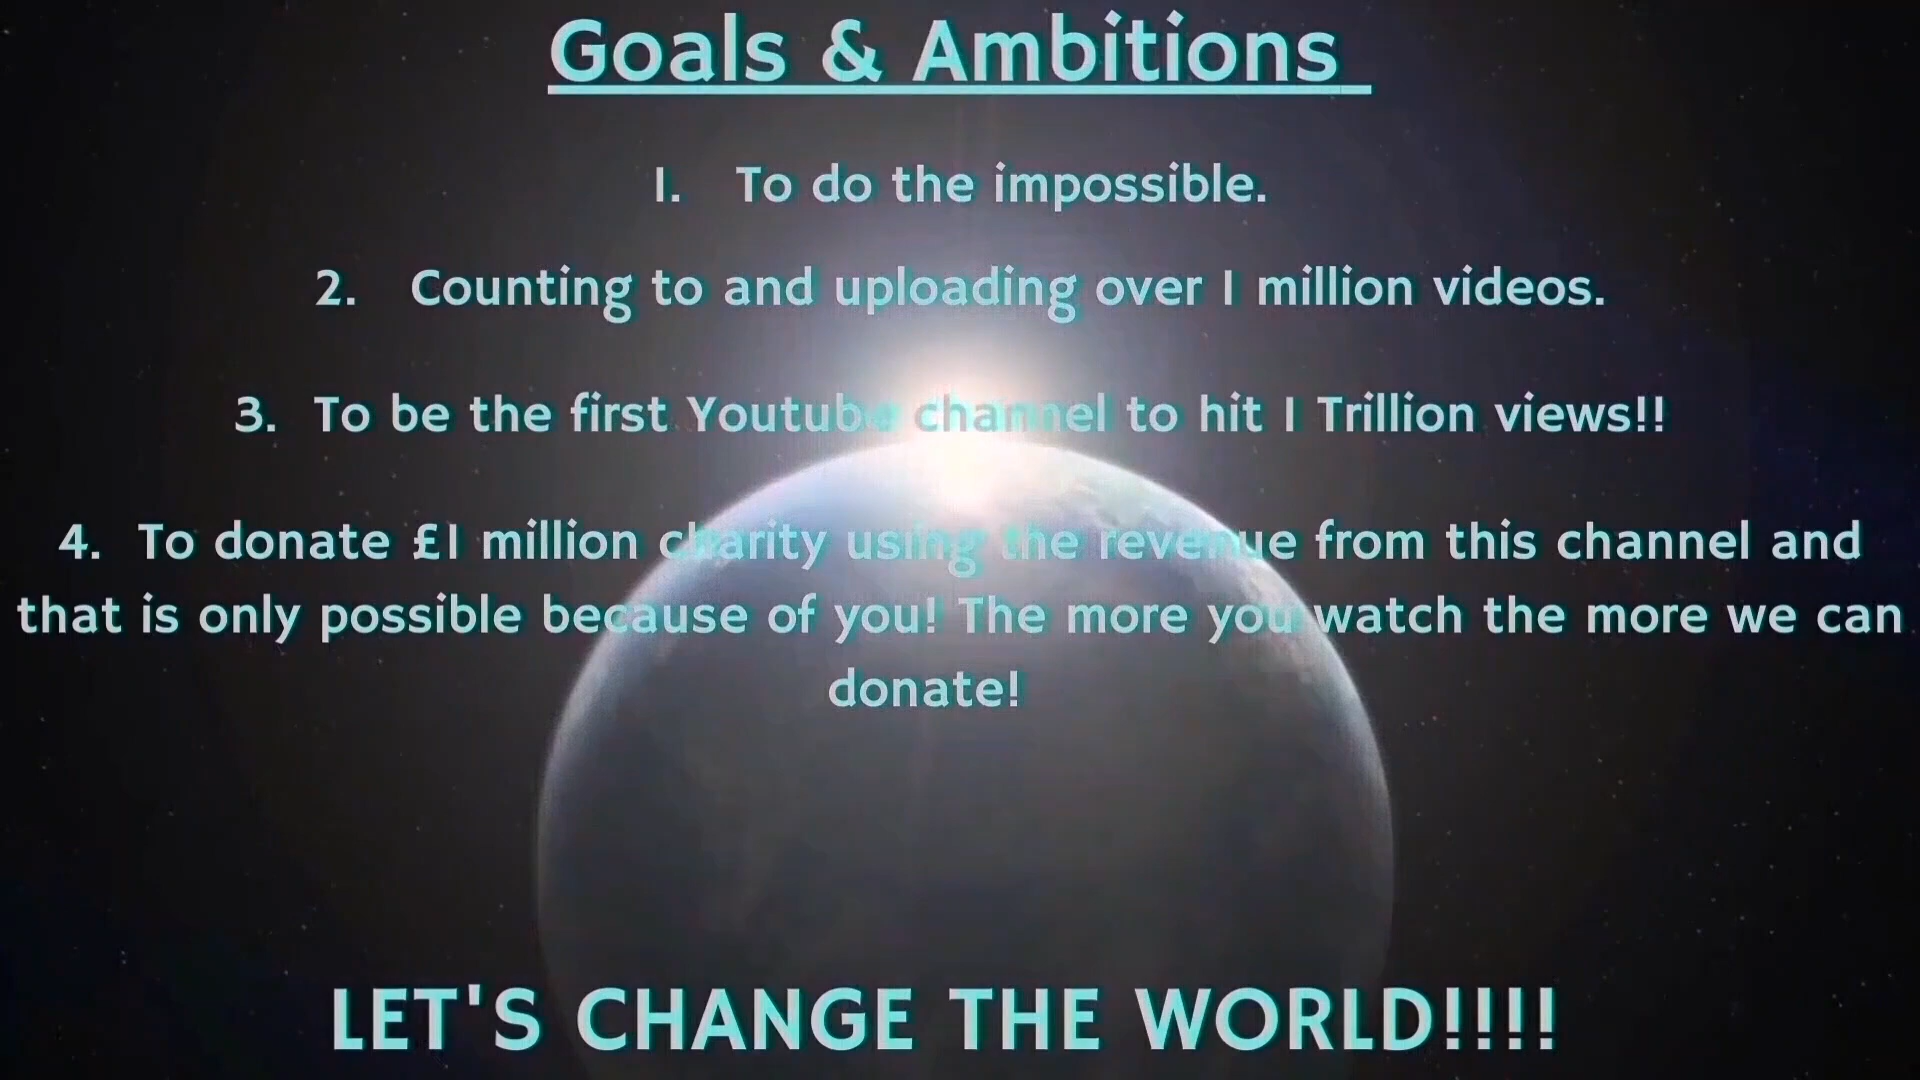 Goals & Ambitions
1. To do the impossible.
2. Counting to and uploading over 1 million videos.
3. To be the first Youtube channel to hit 1 Trillion views!!
4. To donate £1 million charity using the revenue from this channel and
that is only possible because of you! The more you watch the more we can
donate!
LET'S CHANGE THE WORLD!!!!